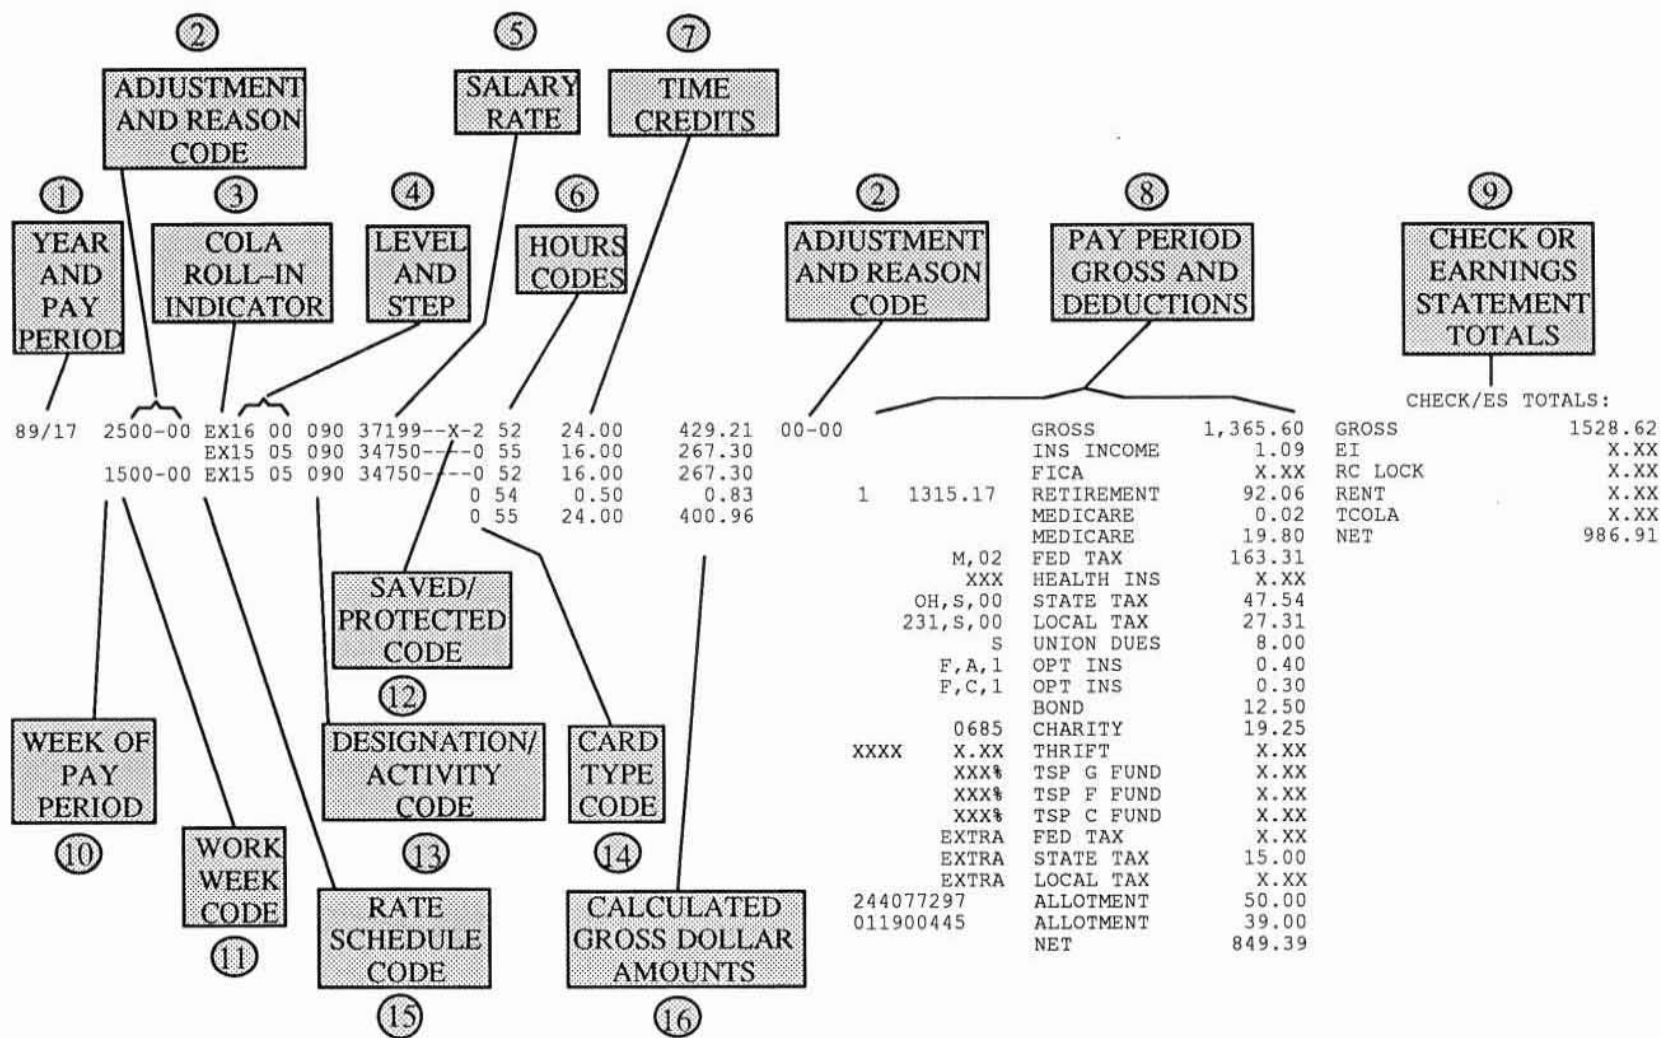 2
5
7
ADJUSTMENT
AND REASON
CODE
SALARY
RATE
TIME
CREDITS
1
3
4
6
2
8
9
YEAR
AND
PAY
PERIOD
COLA
ROLL–IN
INDICATOR
LEVEL
AND
STEP
HOURS
CODES
ADJUSTMENT
AND REASON
CODE
PAY PERIOD
GROSS AND
DEDUCTIONS
CHECK OR
EARNINGS
STATEMENT
TOTALS
CHECK/ES TOTALS:
89/17 2500-00 EX16 00 090 37199--X-2 52 24.00 429.21 00-00 GROSS 1,365.60 GROSS 1528.62
EX15 05 090 34750----0 55 16.00 267.30 INS INCOME 1.09 EI X.XX
1500-00 EX15 05 090 34750----0 52 16.00 267.30 FICA X.XX RC LOCK X.XX
0 54 0.50 0.83 1 1315.17 RETIREMENT 92.06 RENT X.XX
0 55 24.00 400.96 MEDICARE 0.02 TCOLA X.XX
MEDICARE 19.80 NET 986.91
M,02 FED TAX 163.31
XXX HEALTH INS X.XX
OH,S,00 STATE TAX 47.54
231,S,00 LOCAL TAX 27.31
S UNION DUES 8.00
F,A,1 OPT INS 0.40
F,C,1 OPT INS 0.30
BOND 12.50
0685 CHARITY 19.25
XXXX X.XX THRIFT X.XX
XXX% TSP G FUND X.XX
XXX% TSP F FUND X.XX
XXX% TSP C FUND X.XX
EXTRA FED TAX X.XX
EXTRA STATE TAX 15.00
EXTRA LOCAL TAX X.XX
244077297 ALLOTMENT 50.00
011900445 ALLOTMENT 39.00
NET 849.39
SAVED/
PROTECTED
CODE
12
WEEK OF
PAY
PERIOD
10
DESIGNATION/
ACTIVITY
CODE
13
CARD
TYPE
CODE
14
WORK
WEEK
CODE
11
RATE
SCHEDULE
CODE
15
CALCULATED
GROSS DOLLAR
AMOUNTS
16